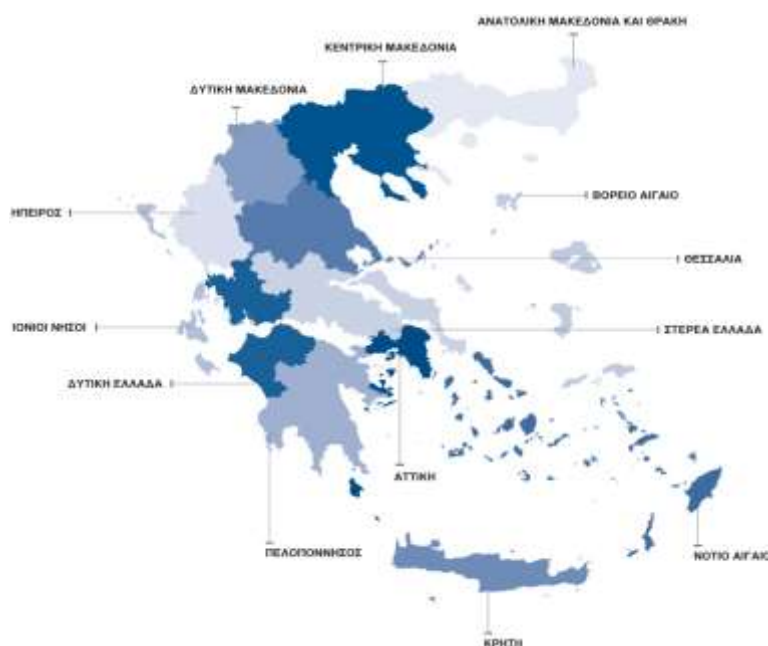 ΑΝΑΤΟΛΙΚΗ ΜΑΚΕΔΟΝΙΑ ΚΑΙ ΘΡΑΚΗ
ΚΕΝΤΡΙΚΗ ΜΑΚΕΔΟΝΙΑ
ΔΥΤΙΚΗ ΜΑΚΕΔΟΝΙΑ
ΒΟΡΕΙΟ ΑΙΓΑΙΟ
ΗΠΕΙΡΟΣ
ΘΕΣΣΑΛΙΑ
ΙΟΝΙΟΙ ΝΗΣΟΙ
ΣΤΕΡΕΑ ΕΛΛΑΔΑ
ΔΥΤΙΚΗ ΕΛΛΑΔΑ
ΑΤΤΙΚΗ
ΠΕΛΟΠΟΝΝΗΣΟΣ
ΝΟΤΙΟ ΑΙΓΑΙΟ
ΚΡΗΤΗ